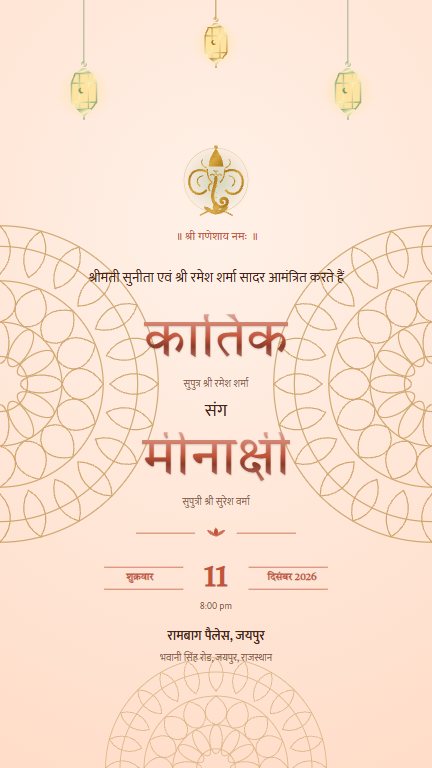 ॥ श्री गणेशाय नमः ॥
श्रीमती सुनीता एवं श्री रमेश शर्मा सादर आमंत्रित करते हैं
कार्तिक
सुपुत्र श्री रमेश शर्मा
संग
मीनाक्षी
सुपुत्री श्री सुरेश वर्मा
शुक्रवार 11 दिसंबर 2026
8:00 pm
रामबाग पैलेस, जयपुर
भवानी सिंह रोड, जयपुर, राजस्थान